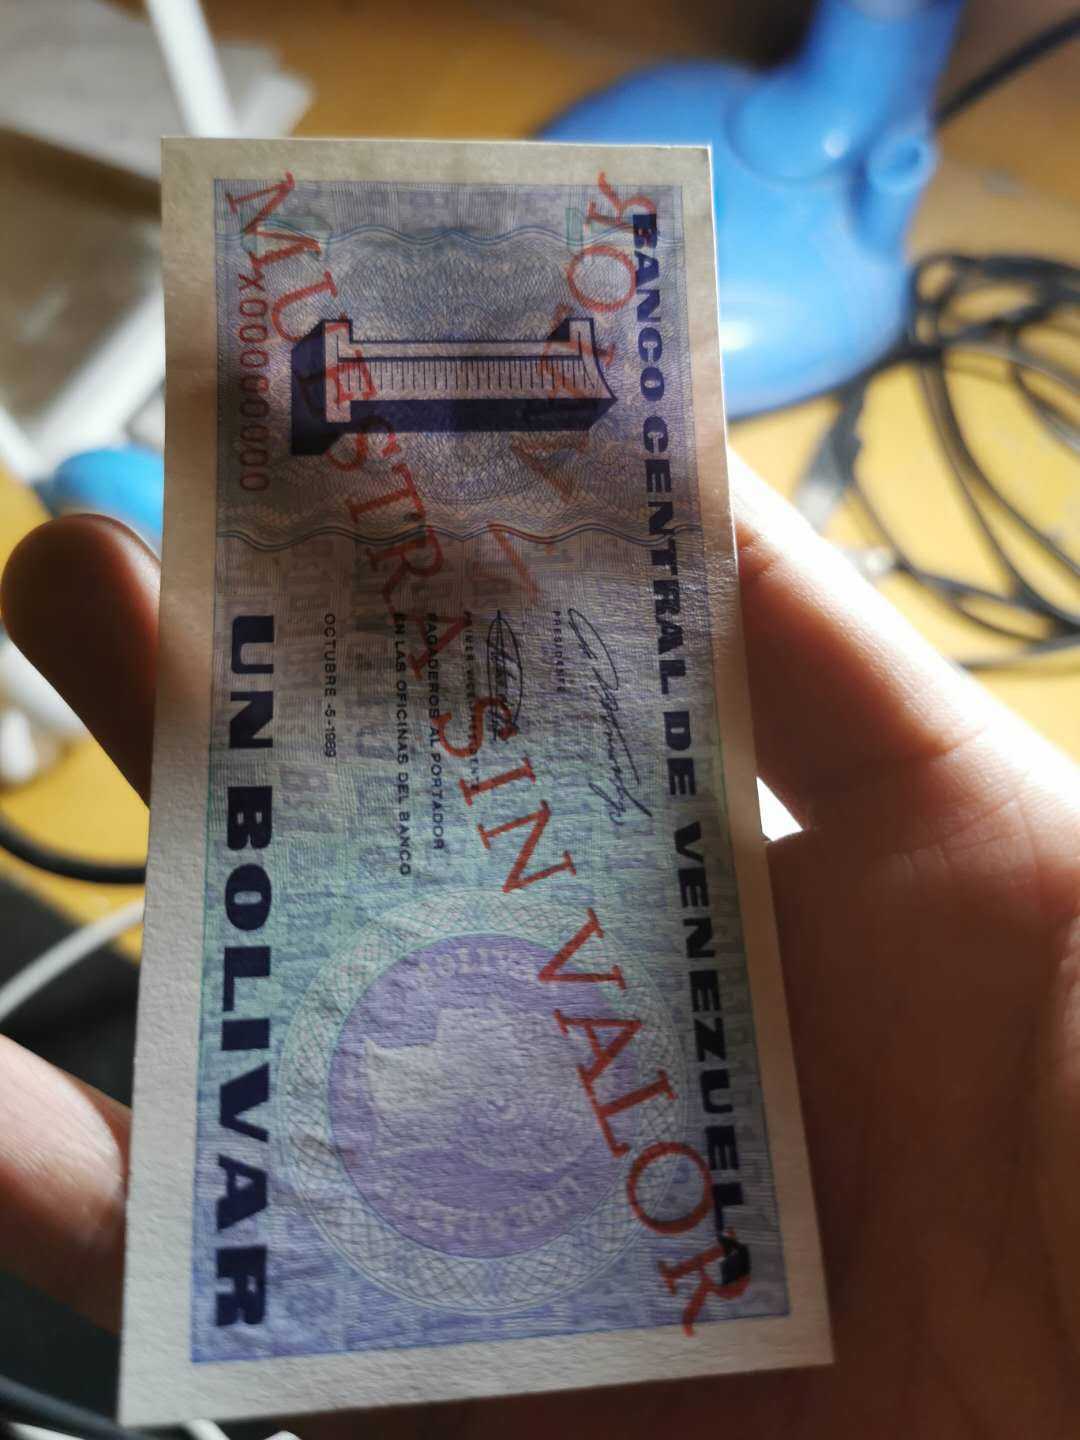 BANCO CENTRAL DE VENEZUELA
1
PRESIDENTE
PAGADEROS AL PORTADOR
EN LAS OFICINAS DEL BANCO
OCTUBRE -5-1989
X00000000
UN BOLIVAR
MUESTRA SIN VALOR